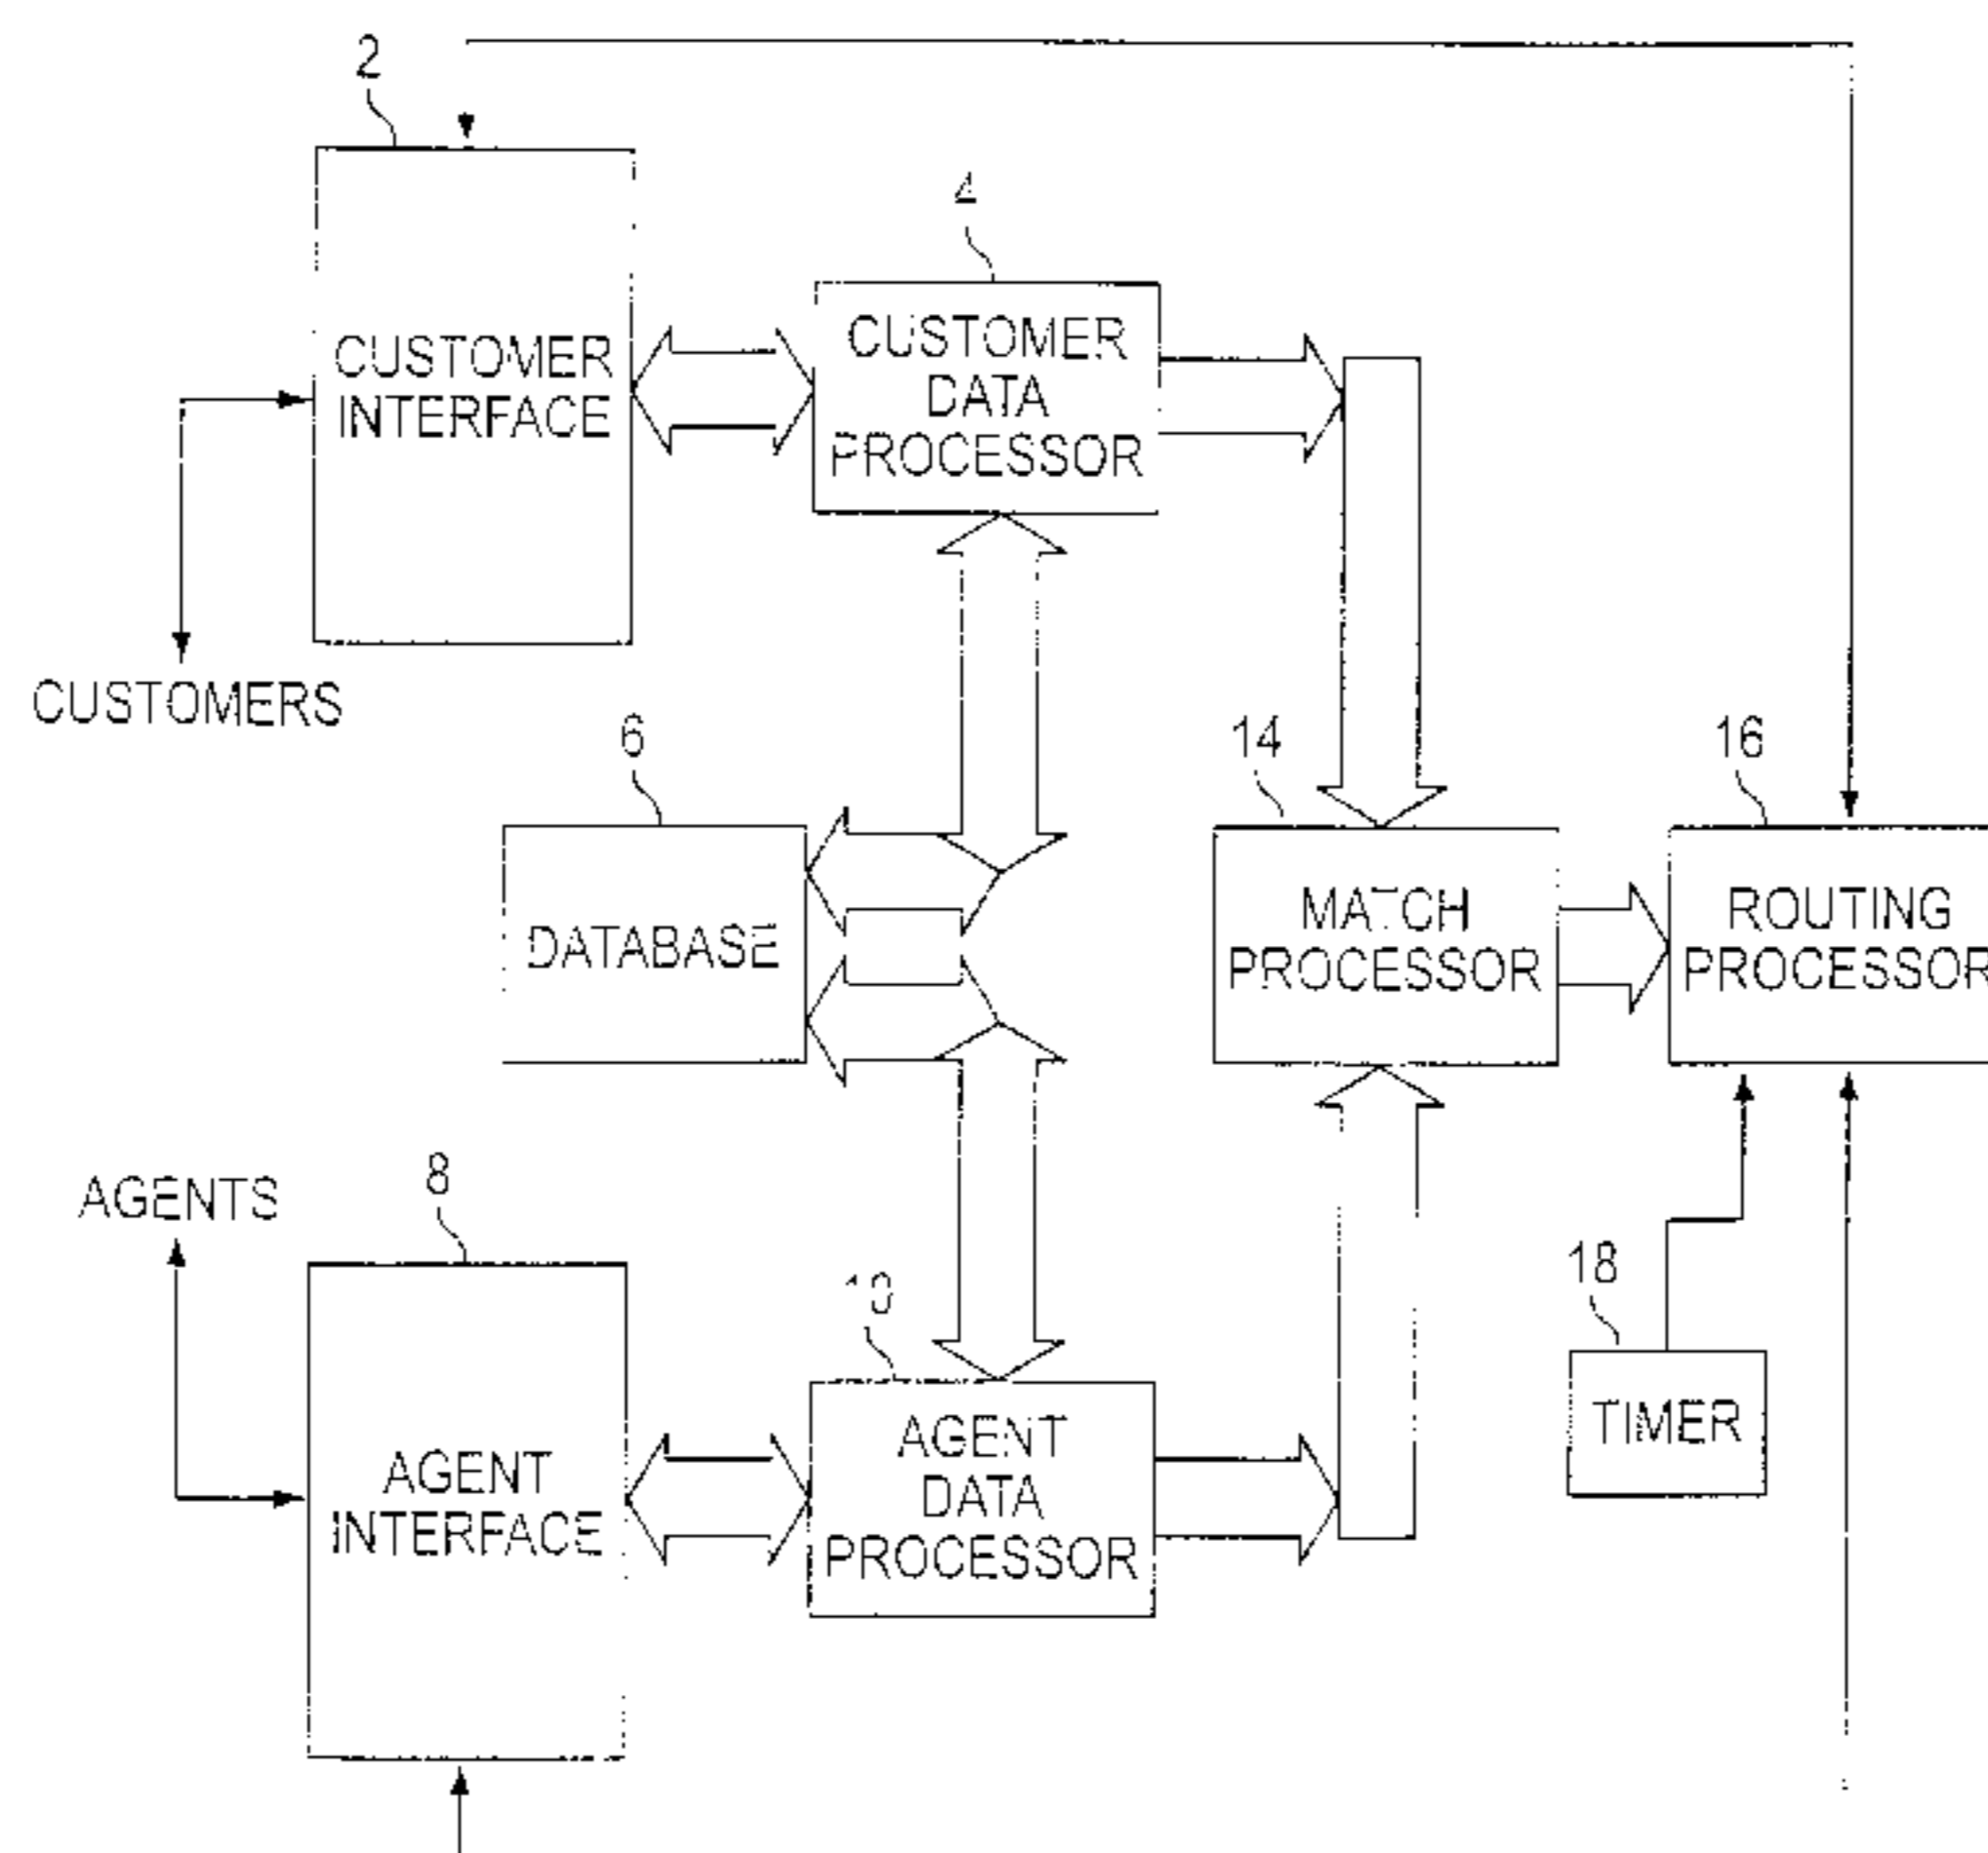 2
4
CUSTOMER
INTERFACE
CUSTOMER
DATA
PROCESSOR
CUSTOMERS
6
14
16
DATABASE
MATCH
PROCESSOR
ROUTING
PROCESSOR
AGENTS
8
10
18
AGENT
INTERFACE
AGENT
DATA
PROCESSOR
TIMER